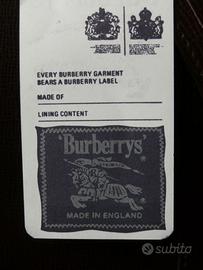 EVERY BURBERRY GARMENT
BEARS A BURBERRY LABEL
MADE OF
LINING CONTENT
Burberrys
MADE IN ENGLAND
subito